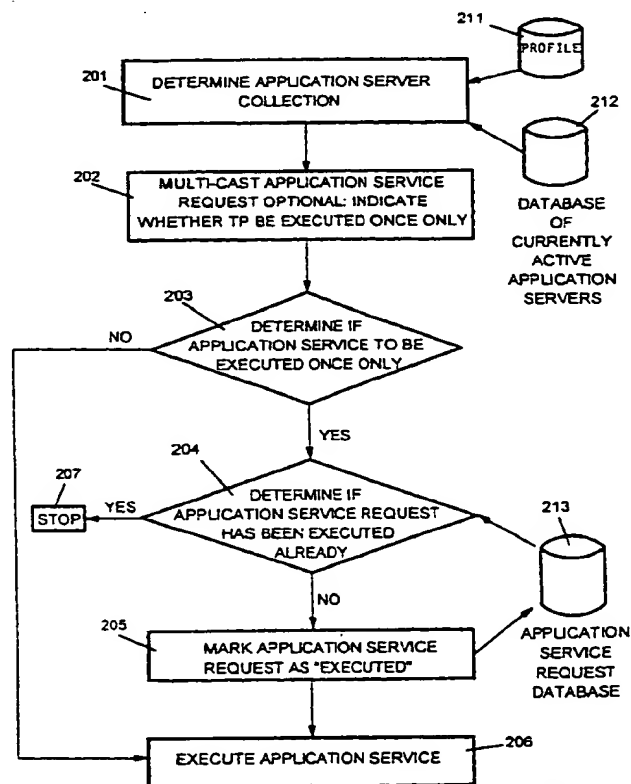 211
PROFILE
201
DETERMINE APPLICATION SERVER
COLLECTION
212
DATABASE
OF
CURRENTLY
ACTIVE
APPLICATION
SERVERS
202
MULTI-CAST APPLICATION SERVICE
REQUEST OPTIONAL: INDICATE
WHETHER TP BE EXECUTED ONCE ONLY
203
DETERMINE IF
APPLICATION SERVICE TO BE
EXECUTED ONCE ONLY
NO
YES
204
DETERMINE IF
APPLICATION SERVICE REQUEST
HAS BEEN EXECUTED
ALREADY
207
STOP
YES
NO
213
APPLICATION
SERVICE
REQUEST
DATABASE
205
MARK APPLICATION SERVICE
REQUEST AS "EXECUTED"
EXECUTE APPLICATION SERVICE
206